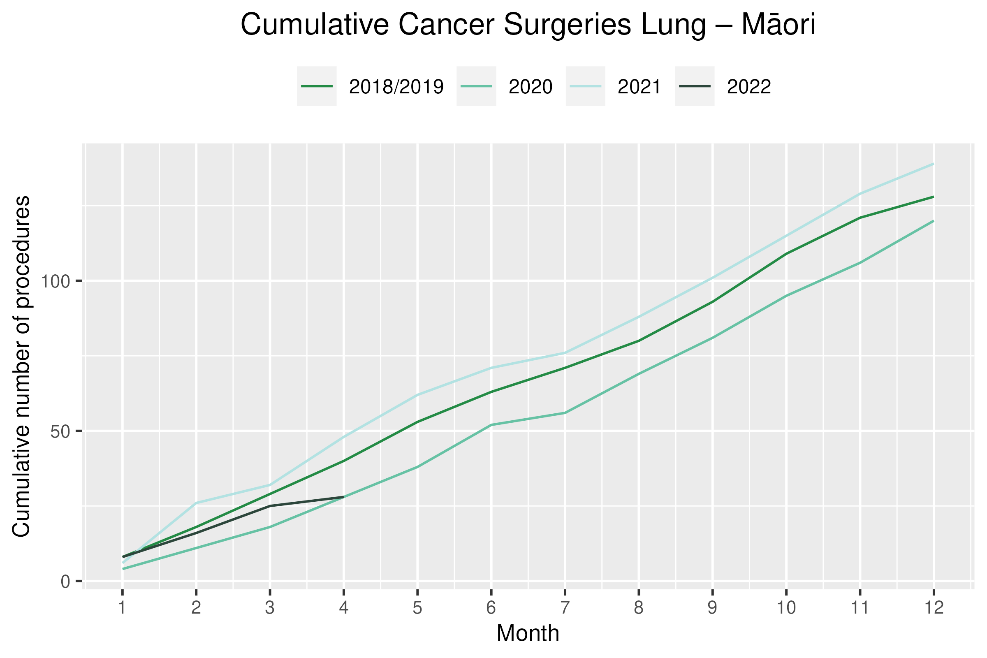 Cumulative Cancer Surgeries Lung – Māori
2018/2019 2020 2021 2022
Cumulative number of procedures
100
50
0
1 2 3 4 5 6 7 8 9 10 11 12
Month